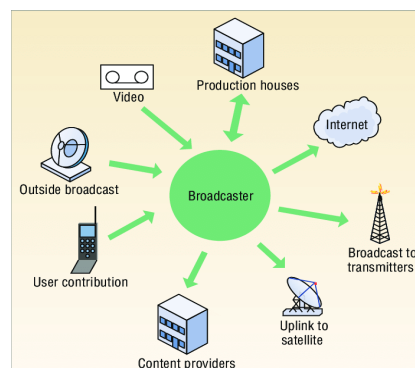 Production houses
Video
Internet
Outside broadcast
Broadcaster
User contribution
Broadcast to
transmitters
Uplink to
satellite
Content providers